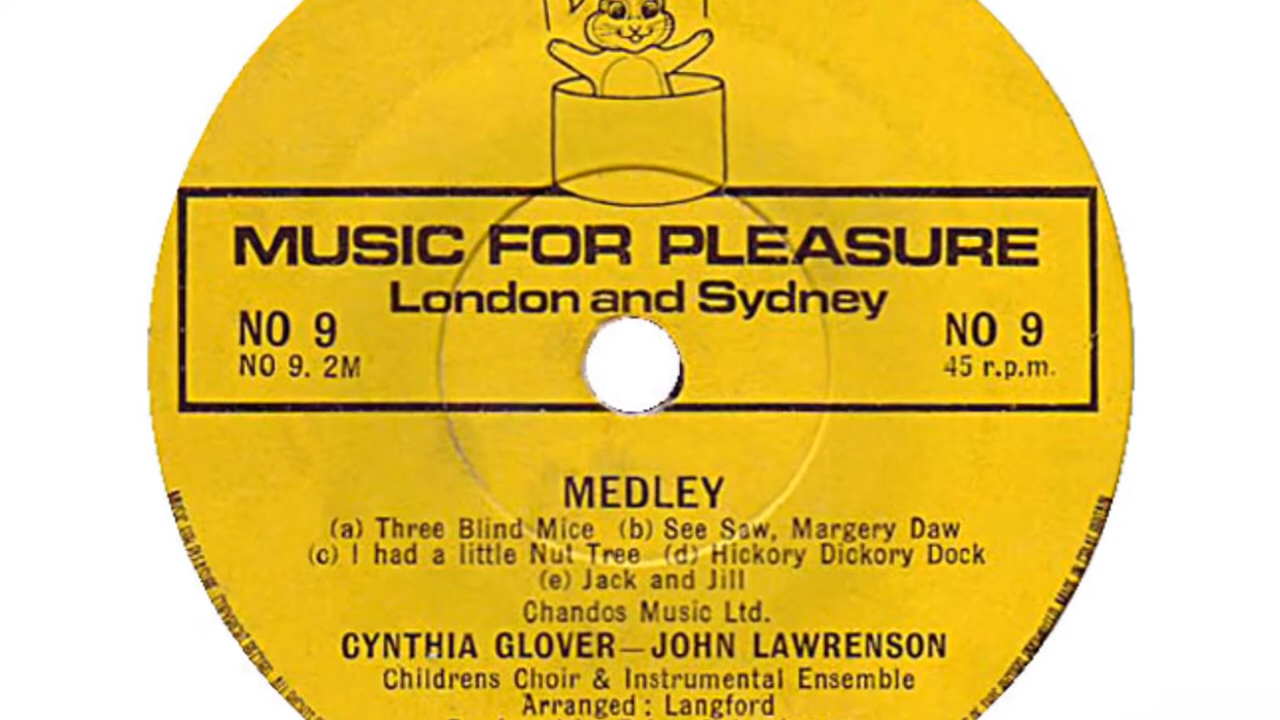 MUSIC FOR PLEASURE
London and Sydney
NO 9
NO 9. 2M
NO 9
45 r.p.m.
MEDLEY
(a) Three Blind Mice (b) See Saw, Margery Daw
(c) I had a little Nut Tree (d) Hickory Dickory Dock
(e) Jack and Jill
Chandos Music Ltd.
CYNTHIA GLOVER—JOHN LAWRENSON
Childrens Choir & Instrumental Ensemble
Arranged : Langford